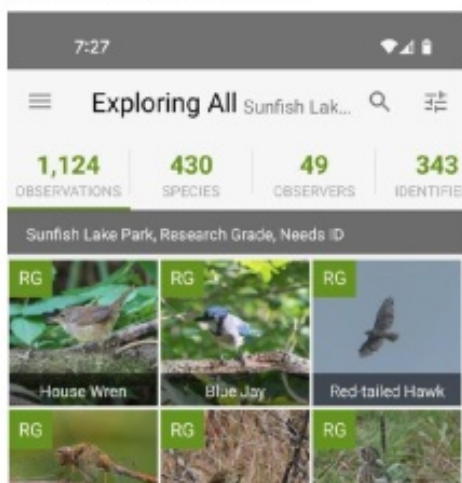 7:27
Exploring All Sunfish Lak...
1,124 430 49 343
OBSERVATIONS SPECIES OBSERVERS IDENTIFIE
Sunfish Lake Park, Research Grade, Needs ID
RG RG RG
House Wren Blue Jay Red-tailed Hawk
RG RG RG